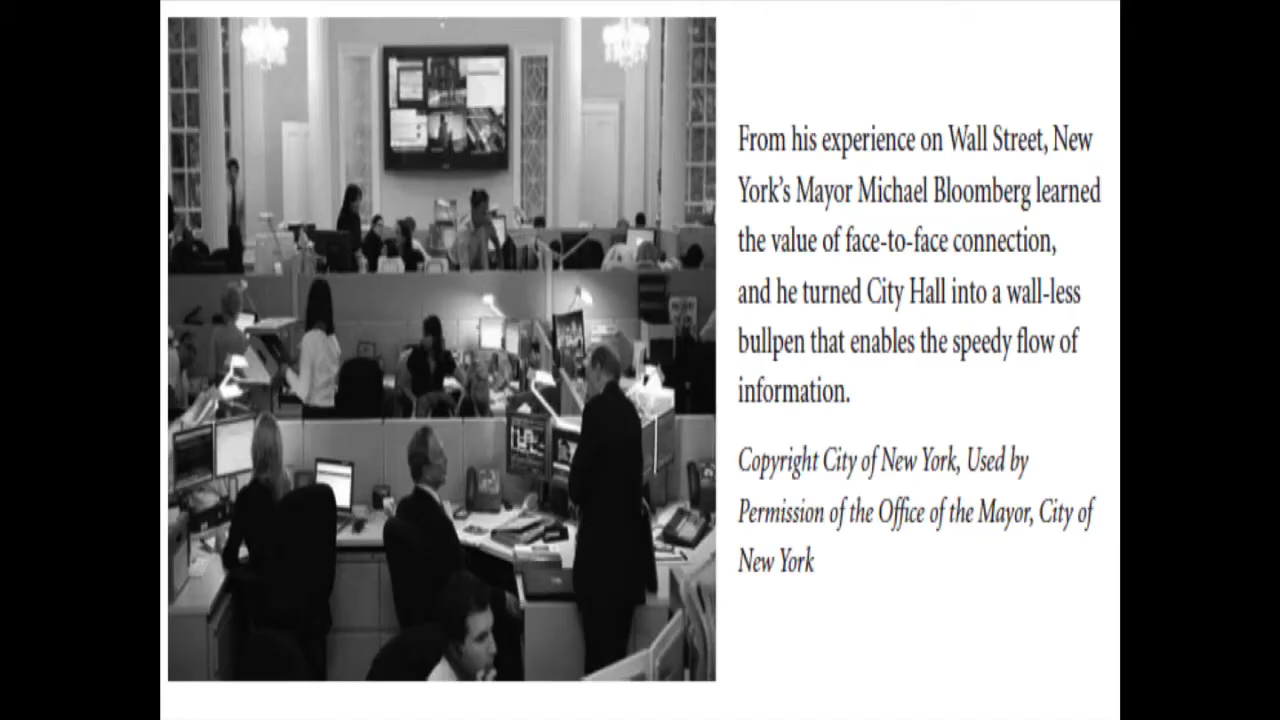 From his experience on Wall Street, New
York's Mayor Michael Bloomberg learned
the value of face-to-face connection,
and he turned City Hall into a wall-less
bullpen that enables the speedy flow of
information.
Copyright City of New York, Used by
Permission of the Office of the Mayor, City of
New York